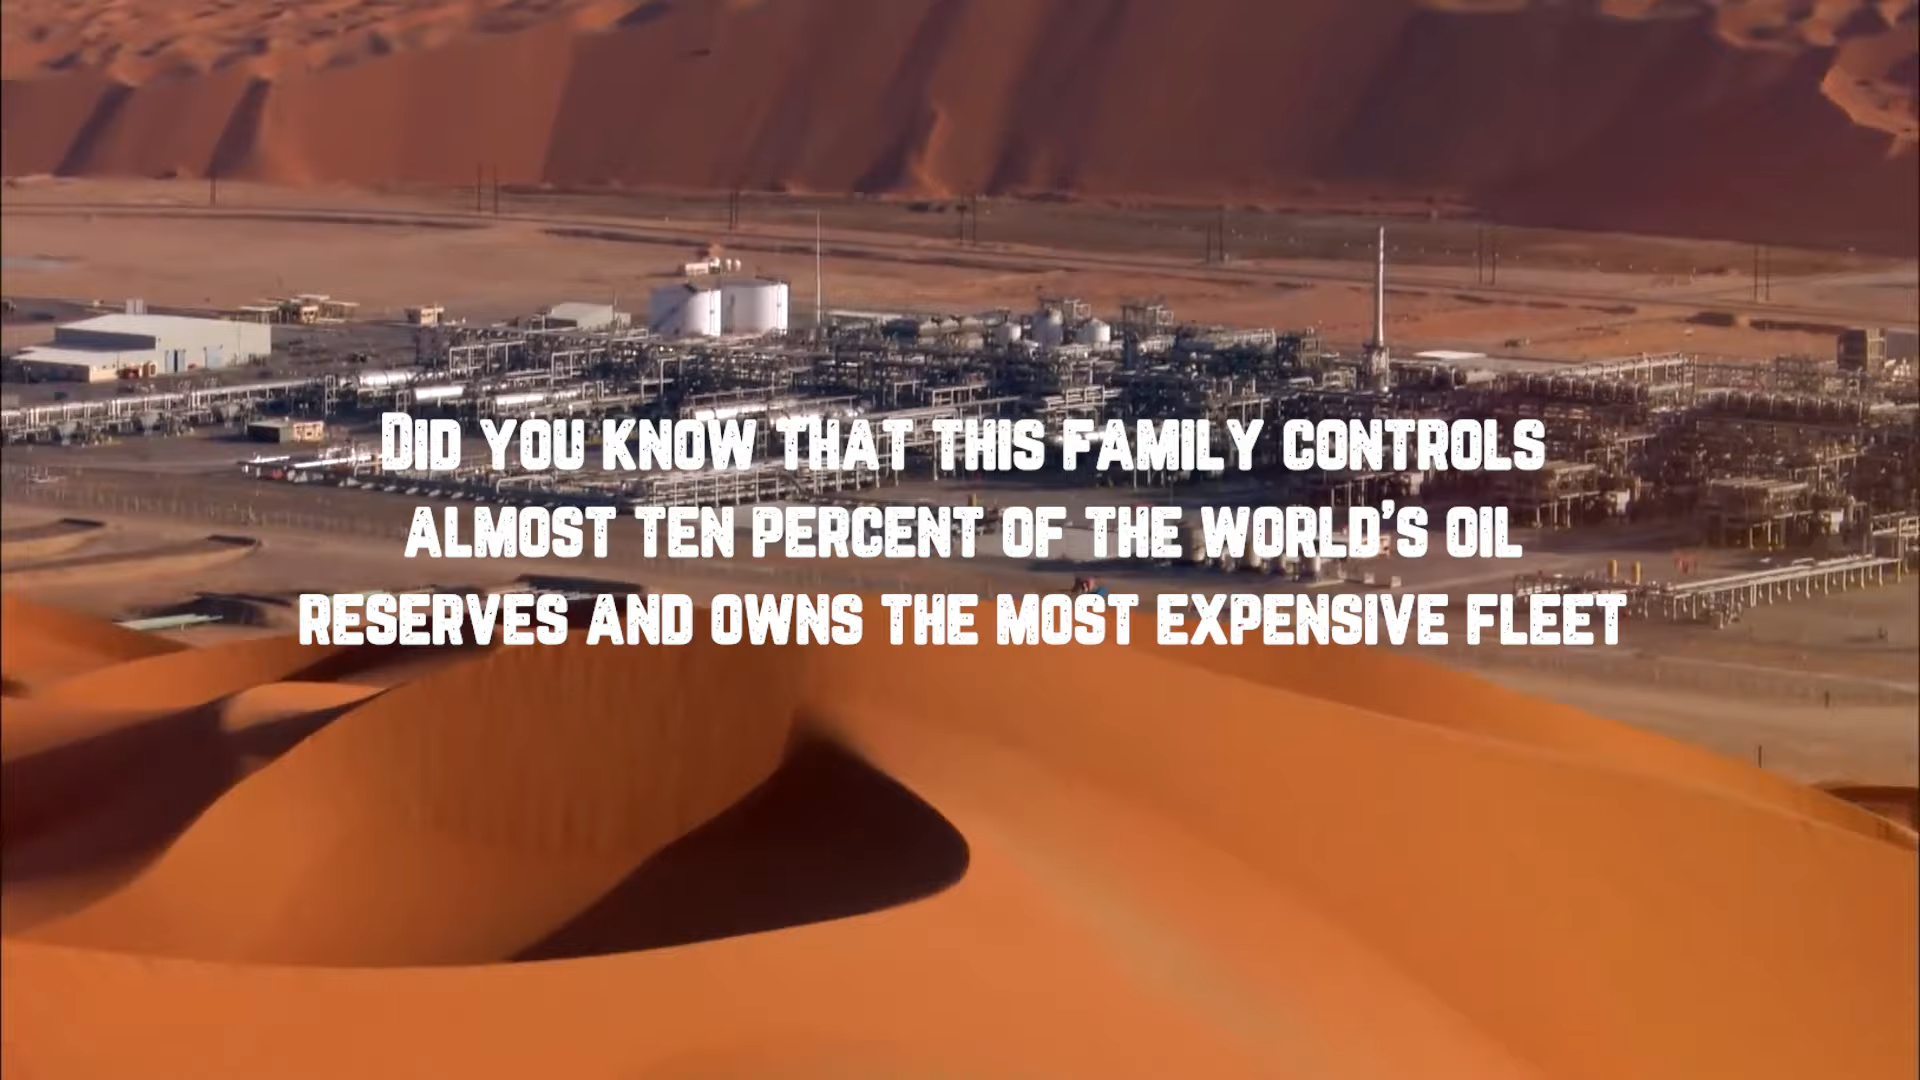 Did you know that this family controls
almost ten percent of the world's oil
reserves and owns the most expensive fleet